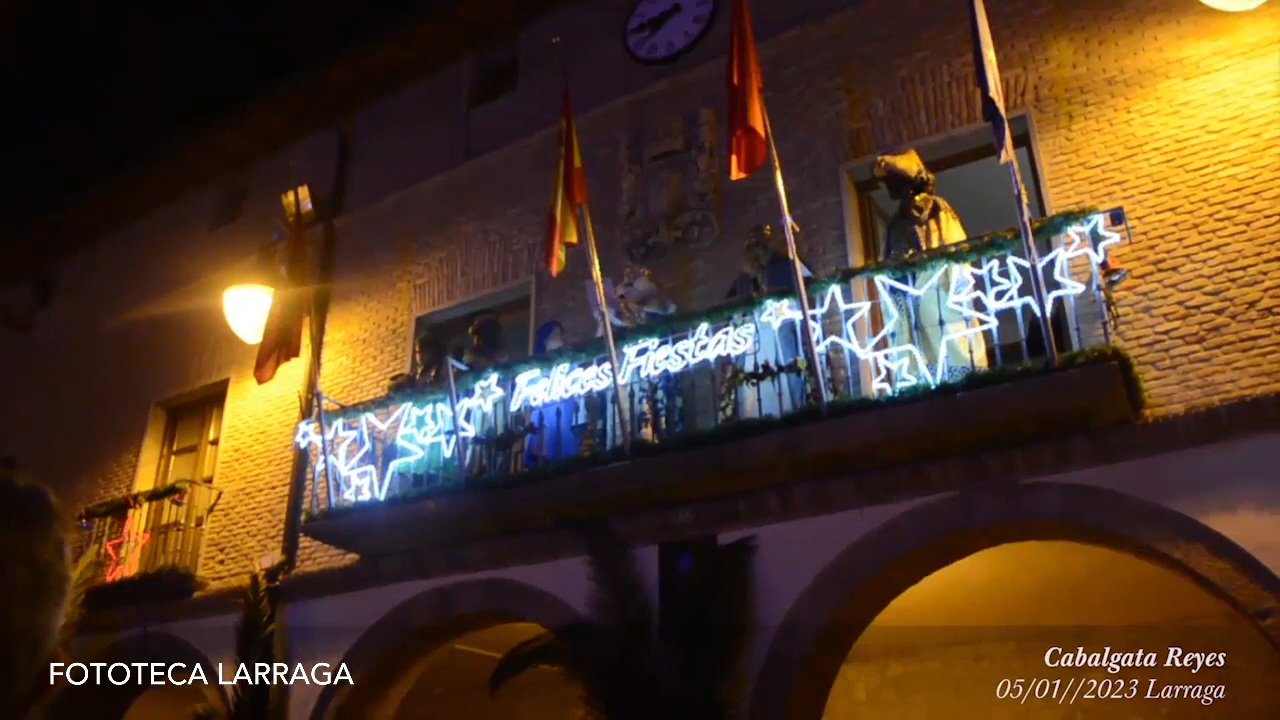 Felices Fiestas
FOTOTECA LARRAGA
Cabalgata Reyes
05/01//2023 Larraga